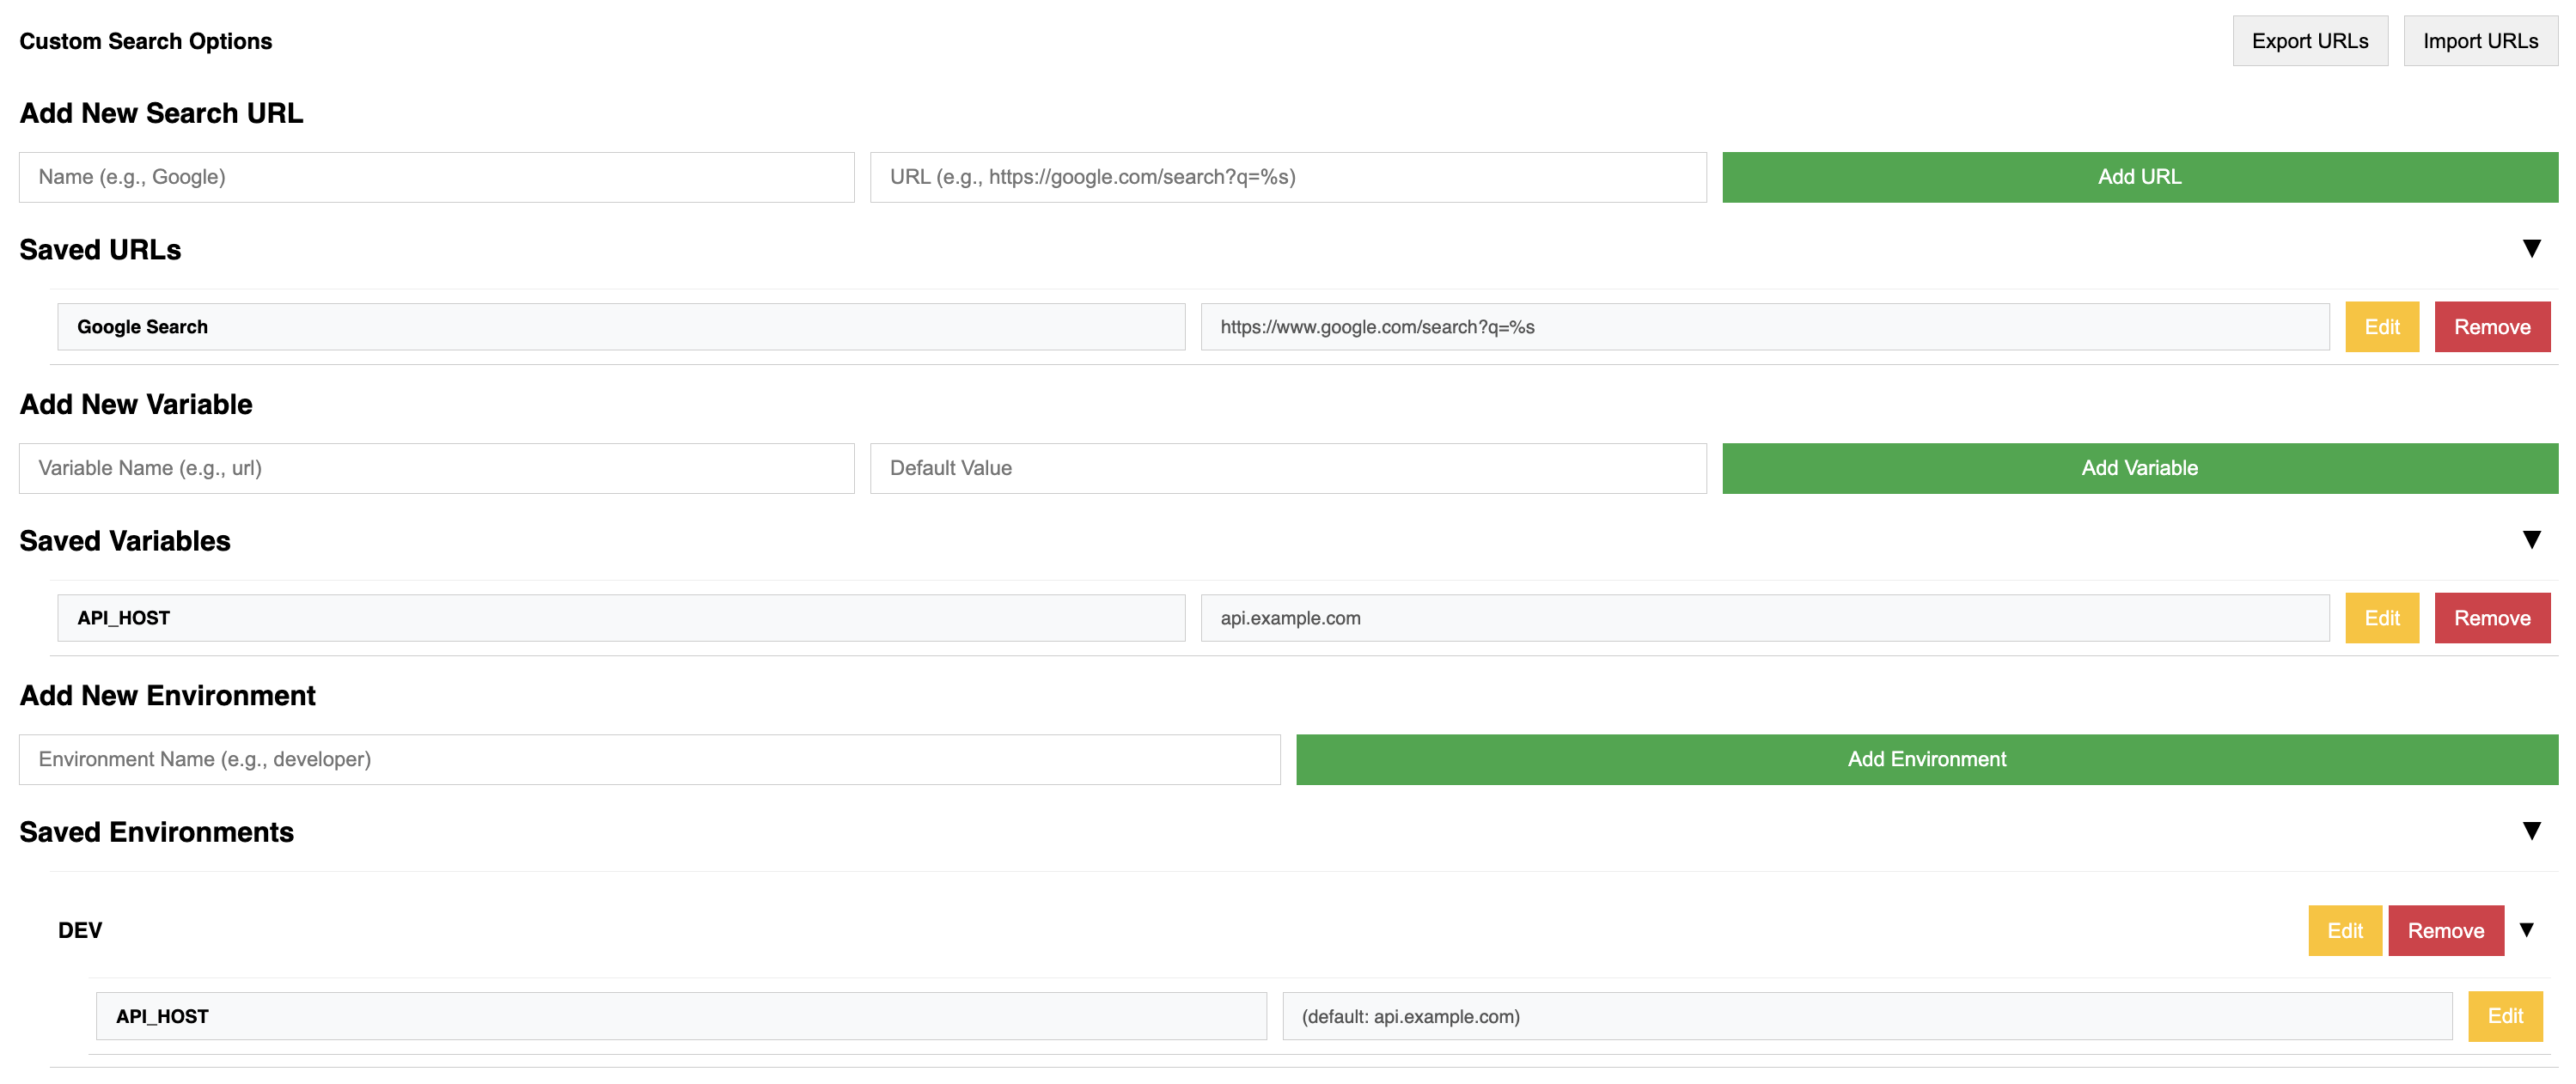 Custom Search Options
Export URLs
Import URLs
Add New Search URL
Name (e.g., Google)
URL (e.g., https://google.com/search?q=%s)
Add URL
Saved URLs
▼
Google Search
https://www.google.com/search?q=%s
Edit
Remove
Add New Variable
Variable Name (e.g., url)
Default Value
Add Variable
Saved Variables
▼
API_HOST
api.example.com
Edit
Remove
Add New Environment
Environment Name (e.g., developer)
Add Environment
Saved Environments
▼
DEV
Edit
Remove
▼
API_HOST
(default: api.example.com)
Edit